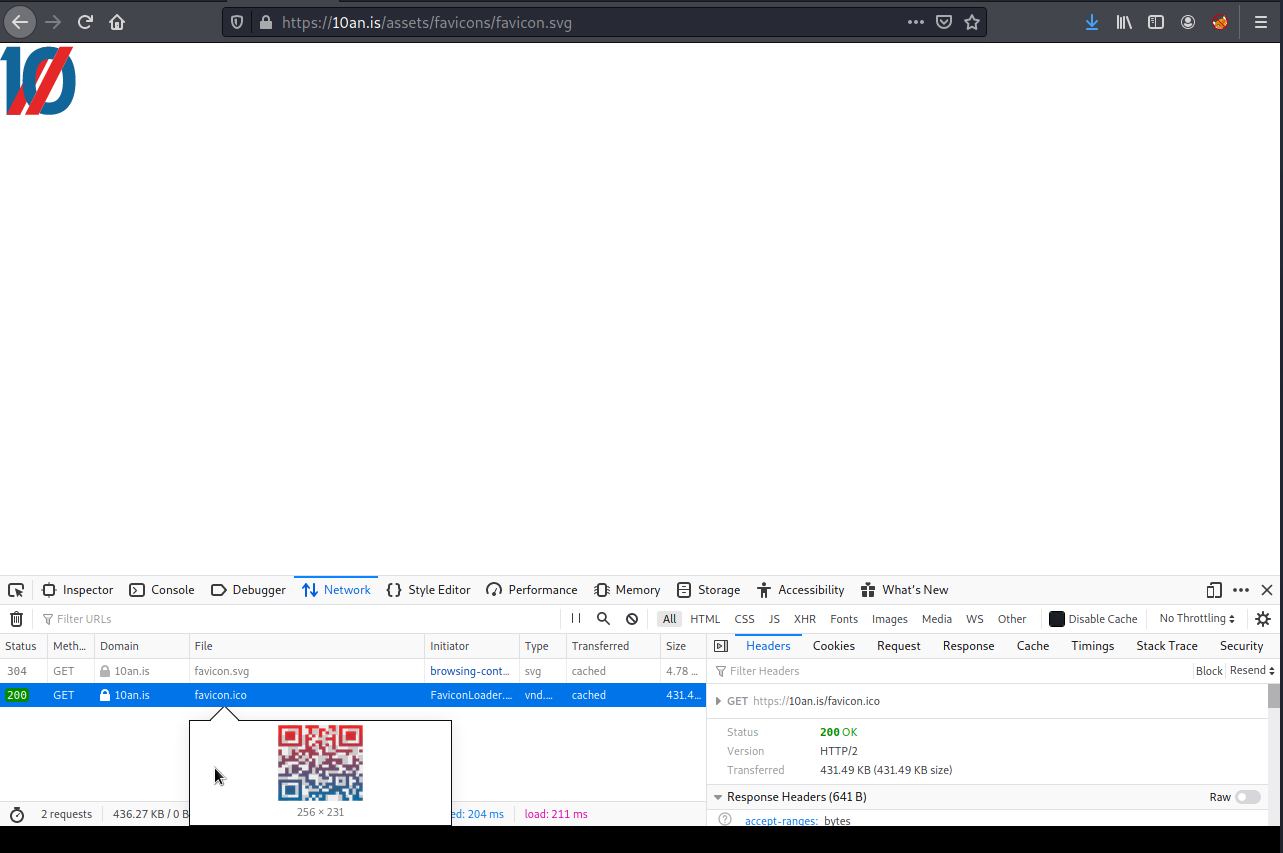 https://10an.is/assets/favicons/favicon.svg
10
Inspector Console Debugger Network Style Editor Performance Memory Storage Accessibility What's New
Filter URLs All HTML CSS JS XHR Fonts Images Media WS Other Disable Cache No Throttling
Status Meth... Domain File Initiator Type Transferred Size
304 GET 10an.is favicon.svg browsing-cont... svg cached 4.78 ...
200 GET 10an.is favicon.ico FaviconLoader.... vnd.... cached 431.4...
256 × 231
2 requests 436.27 KB / 0 B ed: 204 ms load: 211 ms
Headers Cookies Request Response Cache Timings Stack Trace Security
Filter Headers Block Resend
GET https://10an.is/favicon.ico
Status 200 OK
Version HTTP/2
Transferred 431.49 KB (431.49 KB size)
Response Headers (641 B) Raw
? accept-ranges: bytes